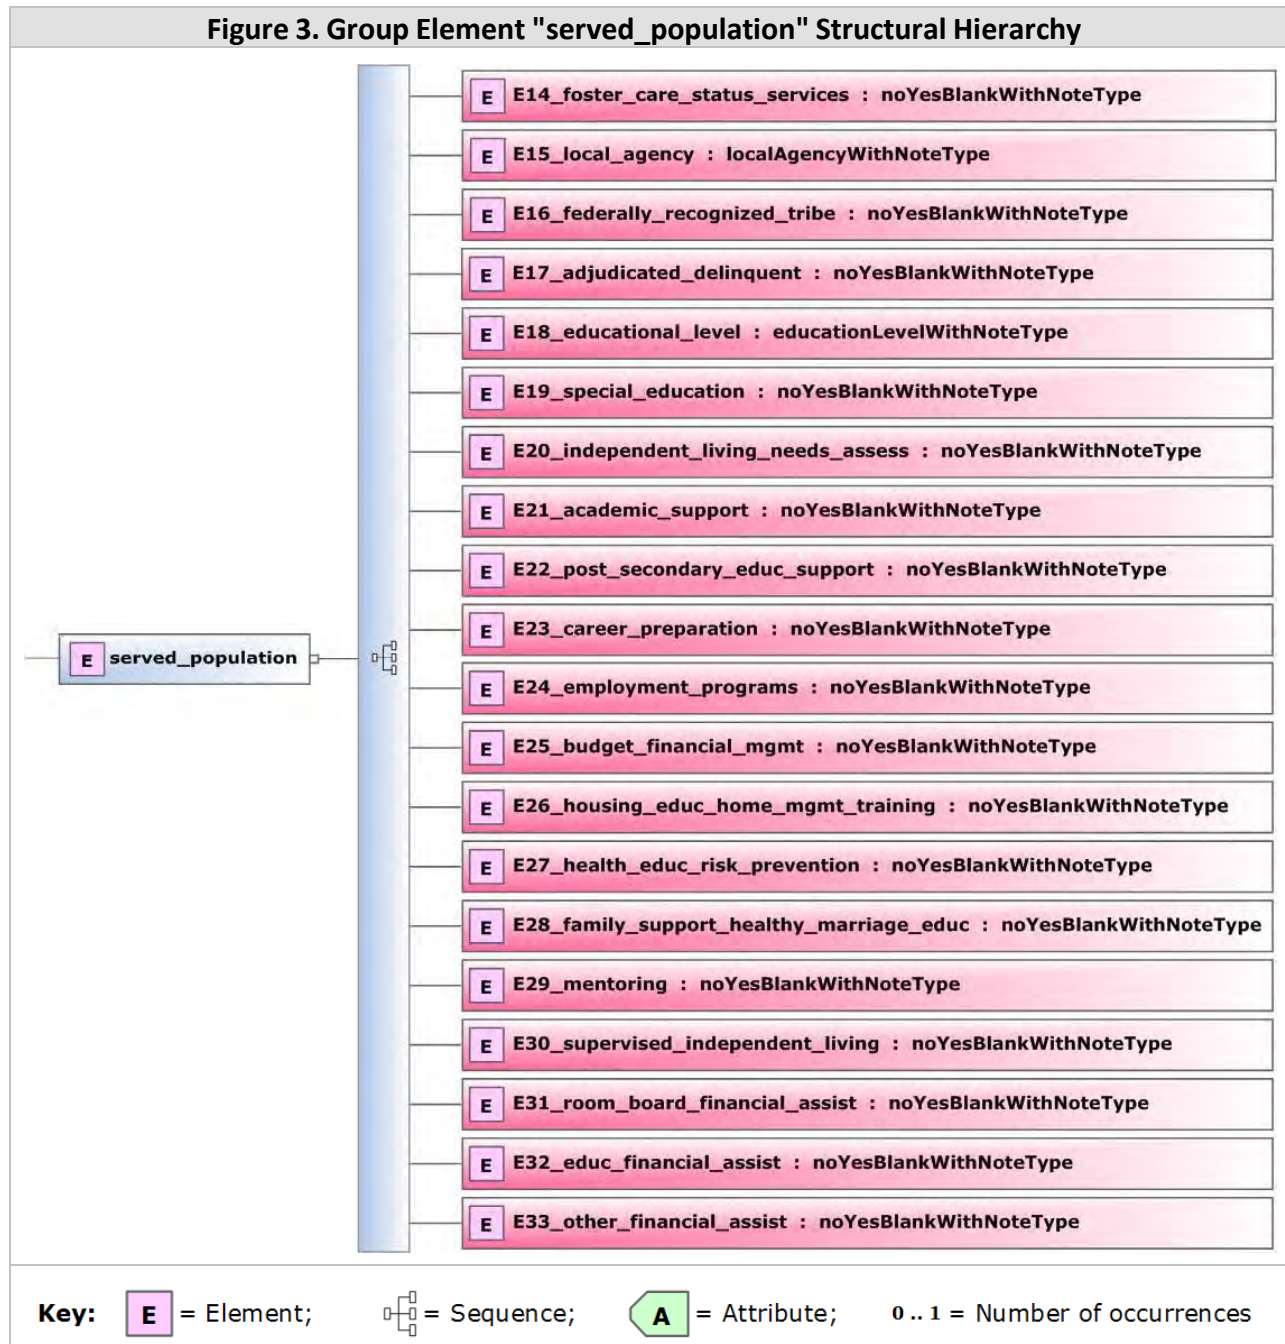 Figure 3. Group Element "served_population" Structural Hierarchy
E E14_foster_care_status_services : noYesBlankWithNoteType
E E15_local_agency : localAgencyWithNoteType
E E16_federally_recognized_tribe : noYesBlankWithNoteType
E E17_adjudicated_delinquent : noYesBlankWithNoteType
E E18_educational_level : educationLevelWithNoteType
E E19_special_education : noYesBlankWithNoteType
E E20_independent_living_needs_assess : noYesBlankWithNoteType
E E21_academic_support : noYesBlankWithNoteType
E E22_post_secondary_educ_support : noYesBlankWithNoteType
E E23_career_preparation : noYesBlankWithNoteType
E served_population
E E24_employment_programs : noYesBlankWithNoteType
E E25_budget_financial_mgmt : noYesBlankWithNoteType
E E26_housing_educ_home_mgmt_training : noYesBlankWithNoteType
E E27_health_educ_risk_prevention : noYesBlankWithNoteType
E E28_family_support_healthy_marriage_educ : noYesBlankWithNoteType
E E29_mentoring : noYesBlankWithNoteType
E E30_supervised_independent_living : noYesBlankWithNoteType
E E31_room_board_financial_assist : noYesBlankWithNoteType
E E32_educ_financial_assist : noYesBlankWithNoteType
E E33_other_financial_assist : noYesBlankWithNoteType
Key: E = Element; = Sequence; A = Attribute; 0 .. 1 = Number of occurrences